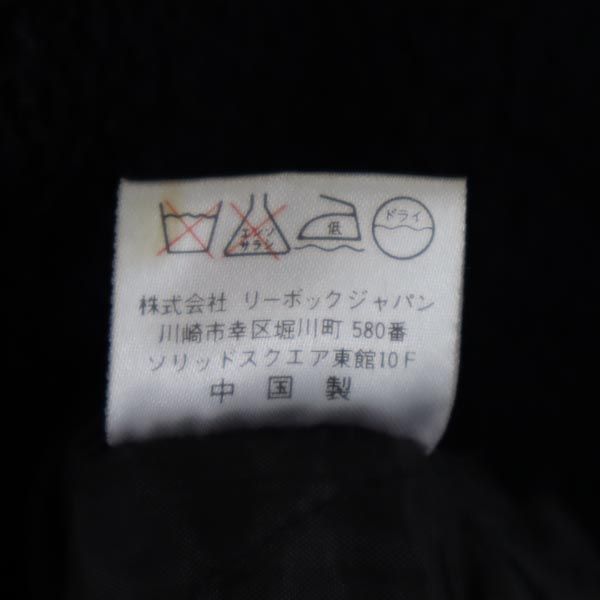 エンソ
サラシ
低
ドライ
株式会社 リーボックジャパン
川崎市幸区堀川町 580番
ソリッドスクエア東館10F
中国製